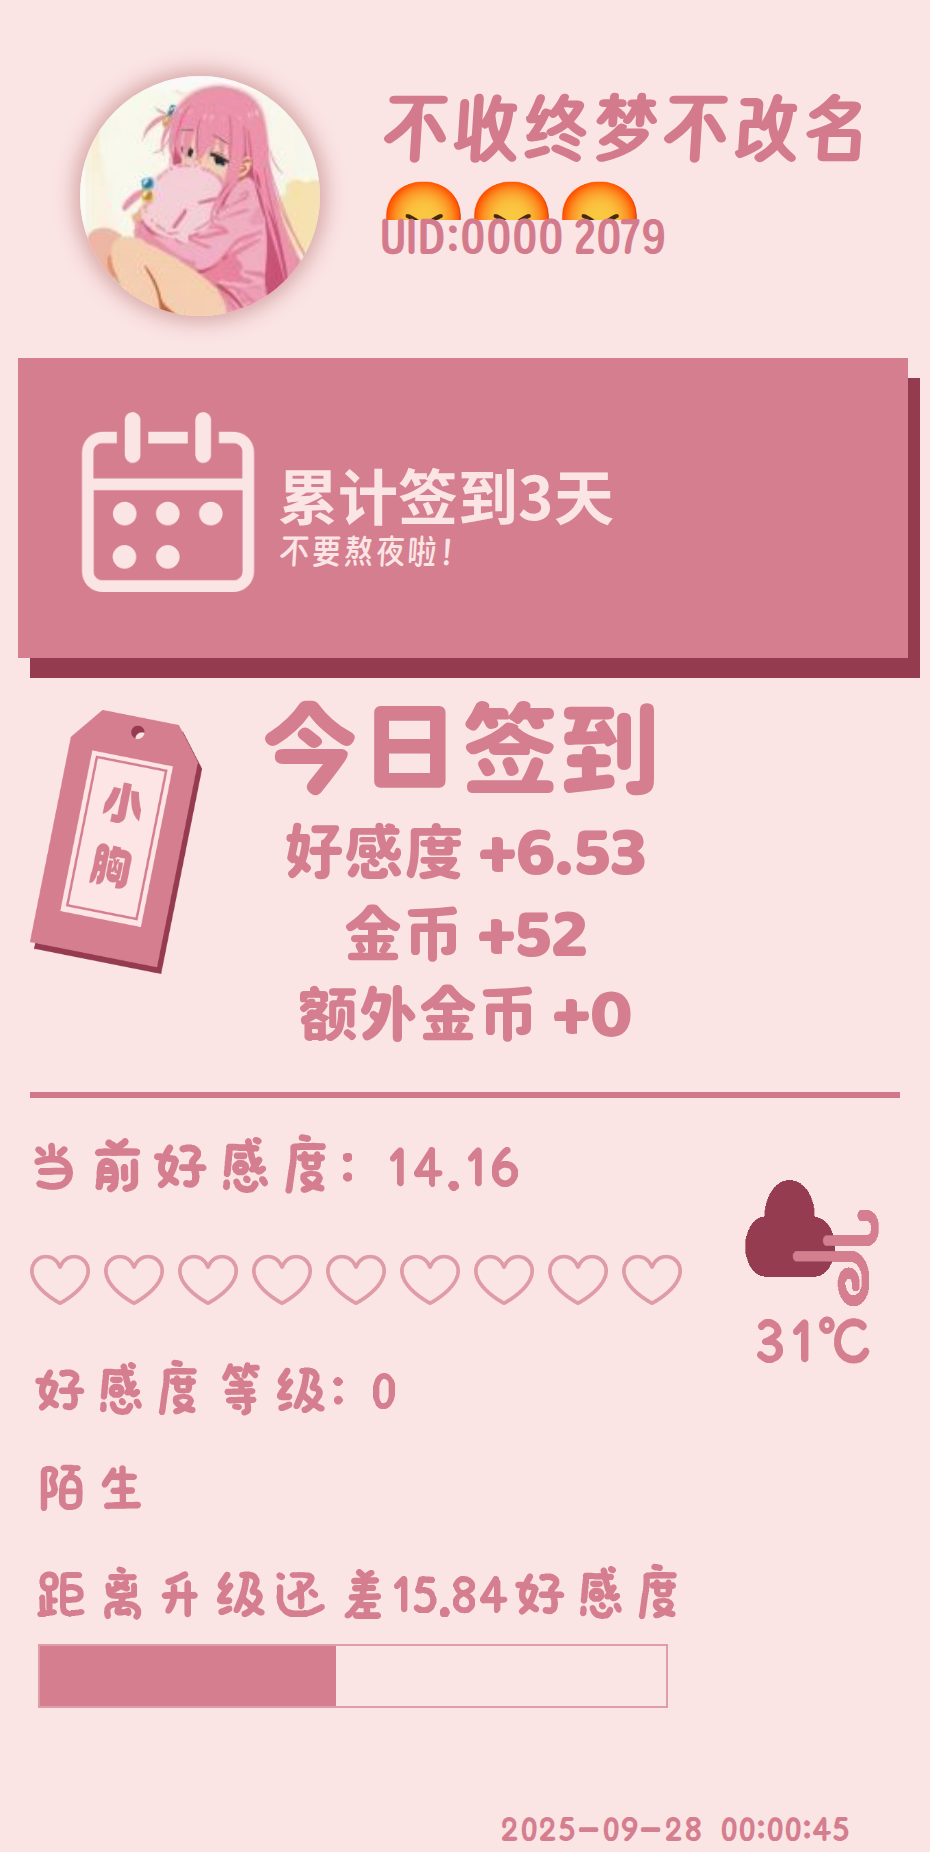 不收终梦不改名
😡😡😡
UID:0000 2079
累计签到3天
不要熬夜啦!
今日签到
小胸
好感度 +6.53
金币 +52
额外金币 +0
当前好感度: 14.16
31℃
好感度等级: 0
陌生
距离升级还差15.84好感度
2025-09-28 00:00:45